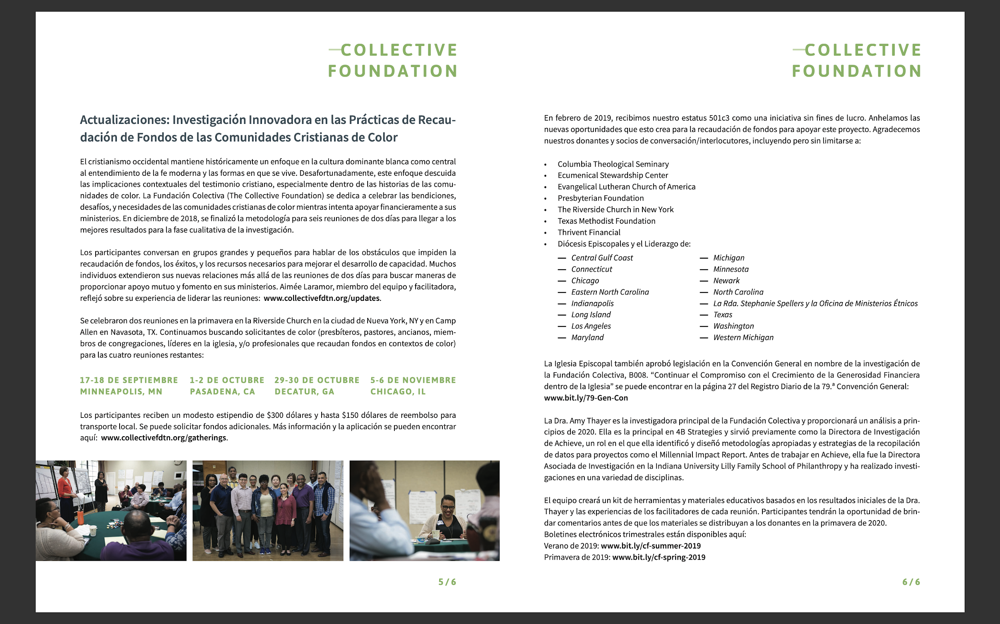 COLLECTIVE
FOUNDATION
Actualizaciones: Investigación Innovadora en las Prácticas de Recau-
dación de Fondos de las Comunidades Cristianas de Color
El cristianismo occidental mantiene históricamente un enfoque en la cultura dominante blanca como central
al entendimiento de la fe moderna y las formas en que se vive. Desafortunadamente, este enfoque descuida
las implicaciones contextuales del testimonio cristiano, especialmente dentro de las historias de las comu-
nidades de color. La Fundación Colectiva (The Collective Foundation) se dedica a celebrar las bendiciones,
desafíos, y necesidades de las comunidades cristianas de color mientras intenta apoyar financieramente a sus
ministerios. En diciembre de 2018, se finalizó la metodología para seis reuniones de dos días para llegar a los
mejores resultados para la fase cualitativa de la investigación.
Los participantes conversan en grupos grandes y pequeños para hablar de los obstáculos que impiden la
recaudación de fondos, los éxitos, y los recursos necesarios para mejorar el desarrollo de capacidad. Muchos
individuos extendieron sus nuevas relaciones más allá de las reuniones de dos días para buscar maneras de
proporcionar apoyo mutuo y fomento en sus ministerios. Aimée Laramor, miembro del equipo y facilitadora,
reflejó sobre su experiencia de liderar las reuniones: www.collectivefdtn.org/updates.
Se celebraron dos reuniones en la primavera en la Riverside Church en la ciudad de Nueva York, NY y en Camp
Allen en Navasota, TX. Continuamos buscando solicitantes de color (presbíteros, pastores, ancianos, miem-
bros de congregaciones, líderes en la iglesia, y/o profesionales que recaudan fondos en contextos de color)
para las cuatro reuniones restantes:
17-18 DE SEPTIEMBRE
MINNEAPOLIS, MN
1-2 DE OCTUBRE
PASADENA, CA
29-30 DE OCTUBRE
DECATUR, GA
5-6 DE NOVIEMBRE
CHICAGO, IL
Los participantes reciben un modesto estipendio de $300 dólares y hasta $150 dólares de reembolso para
transporte local. Se puede solicitar fondos adicionales. Más información y la aplicación se pueden encontrar
aquí: www.collectivefdtn.org/gatherings.
5 / 6
COLLECTIVE
FOUNDATION
En febrero de 2019, recibimos nuestro estatus 501c3 como una iniciativa sin fines de lucro. Anhelamos las
nuevas oportunidades que esto crea para la recaudación de fondos para apoyar este proyecto. Agradecemos
nuestros donantes y socios de conversación/interlocutores, incluyendo pero sin limitarse a:
• Columbia Theological Seminary
• Ecumenical Stewardship Center
• Evangelical Lutheran Church of America
• Presbyterian Foundation
• The Riverside Church in New York
• Texas Methodist Foundation
• Thrivent Financial
• Diócesis Episcopales y el Liderazgo de:
— Central Gulf Coast
— Connecticut
— Chicago
— Eastern North Carolina
— Indianapolis
— Long Island
— Los Angeles
— Maryland
— Michigan
— Minnesota
— Newark
— North Carolina
— La Rda. Stephanie Spellers y la Oficina de Ministerios Étnicos
— Texas
— Washington
— Western Michigan
La Iglesia Episcopal también aprobó legislación en la Convención General en nombre de la investigación de
la Fundación Colectiva, B008. “Continuar el Compromiso con el Crecimiento de la Generosidad Financiera
dentro de la Iglesia” se puede encontrar en la página 27 del Registro Diario de la 79.ª Convención General:
www.bit.ly/79-Gen-Con
La Dra. Amy Thayer es la investigadora principal de la Fundación Colectiva y proporcionará un análisis a prin-
cipios de 2020. Ella es la principal en 4B Strategies y sirvió previamente como la Directora de Investigación
de Achieve, un rol en el que ella identificó y diseñó metodologías apropiadas y estrategias de la recopilación
de datos para proyectos como el Millennial Impact Report. Antes de trabajar en Achieve, ella fue la Directora
Asociada de Investigación en la Indiana University Lilly Family School of Philanthropy y ha realizado investi-
gaciones en una variedad de disciplinas.
El equipo creará un kit de herramientas y materiales educativos basados en los resultados iniciales de la Dra.
Thayer y las experiencias de los facilitadores de cada reunión. Participantes tendrán la oportunidad de brin-
dar comentarios antes de que los materiales se distribuyan a los donantes en la primavera de 2020.
Boletines electrónicos trimestrales están disponibles aquí:
Verano de 2019: www.bit.ly/cf-summer-2019
Primavera de 2019: www.bit.ly/cf-spring-2019
6 / 6